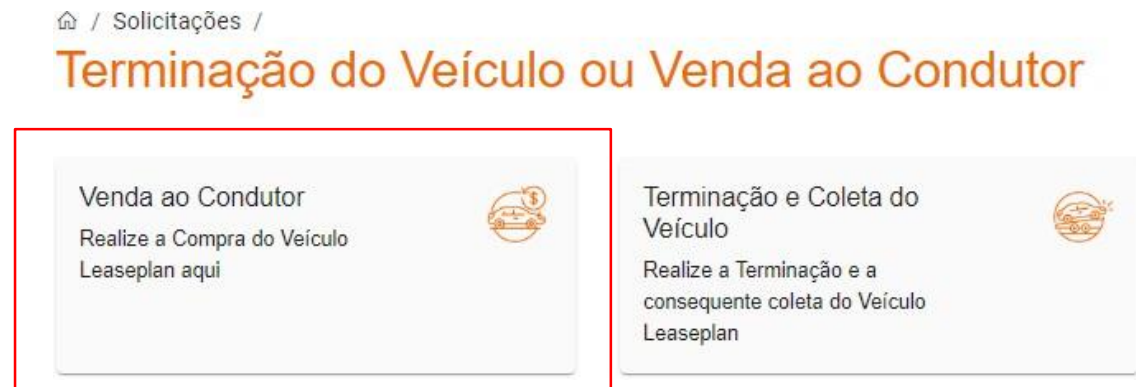 / Solicitações /
Terminação do Veículo ou Venda ao Condutor
Venda ao Condutor
Realize a Compra do Veículo
Leaseplan aqui
Terminação e Coleta do
Veículo
Realize a Terminação e a
consequente coleta do Veículo
Leaseplan